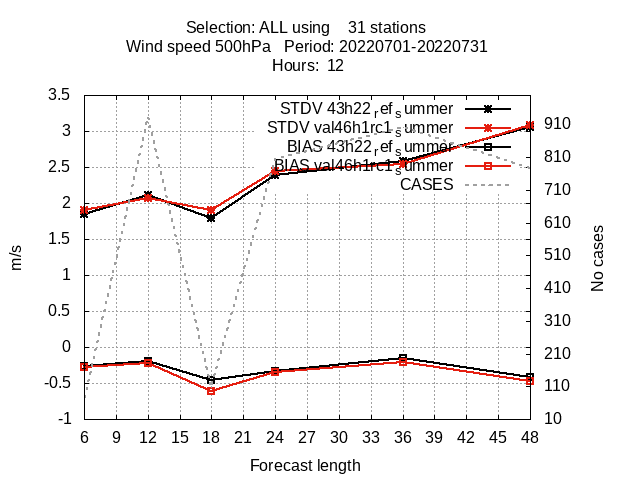 Selection: ALL using 31 stations
Wind speed 500hPa Period: 20220701-20220731
Hours: 12
STDV 43h22_ref_summer
STDV val46h1rc1_summer
BIAS 43h22_ref_summer
BIAS val46h1rc1_summer
CASES
3.5
3
2.5
2
1.5
1
0.5
0
-0.5
-1
m/s
910
810
710
610
510
410
310
210
110
10
No cases
6 9 12 15 18 21 24 27 30 33 36 39 42 45 48
Forecast length